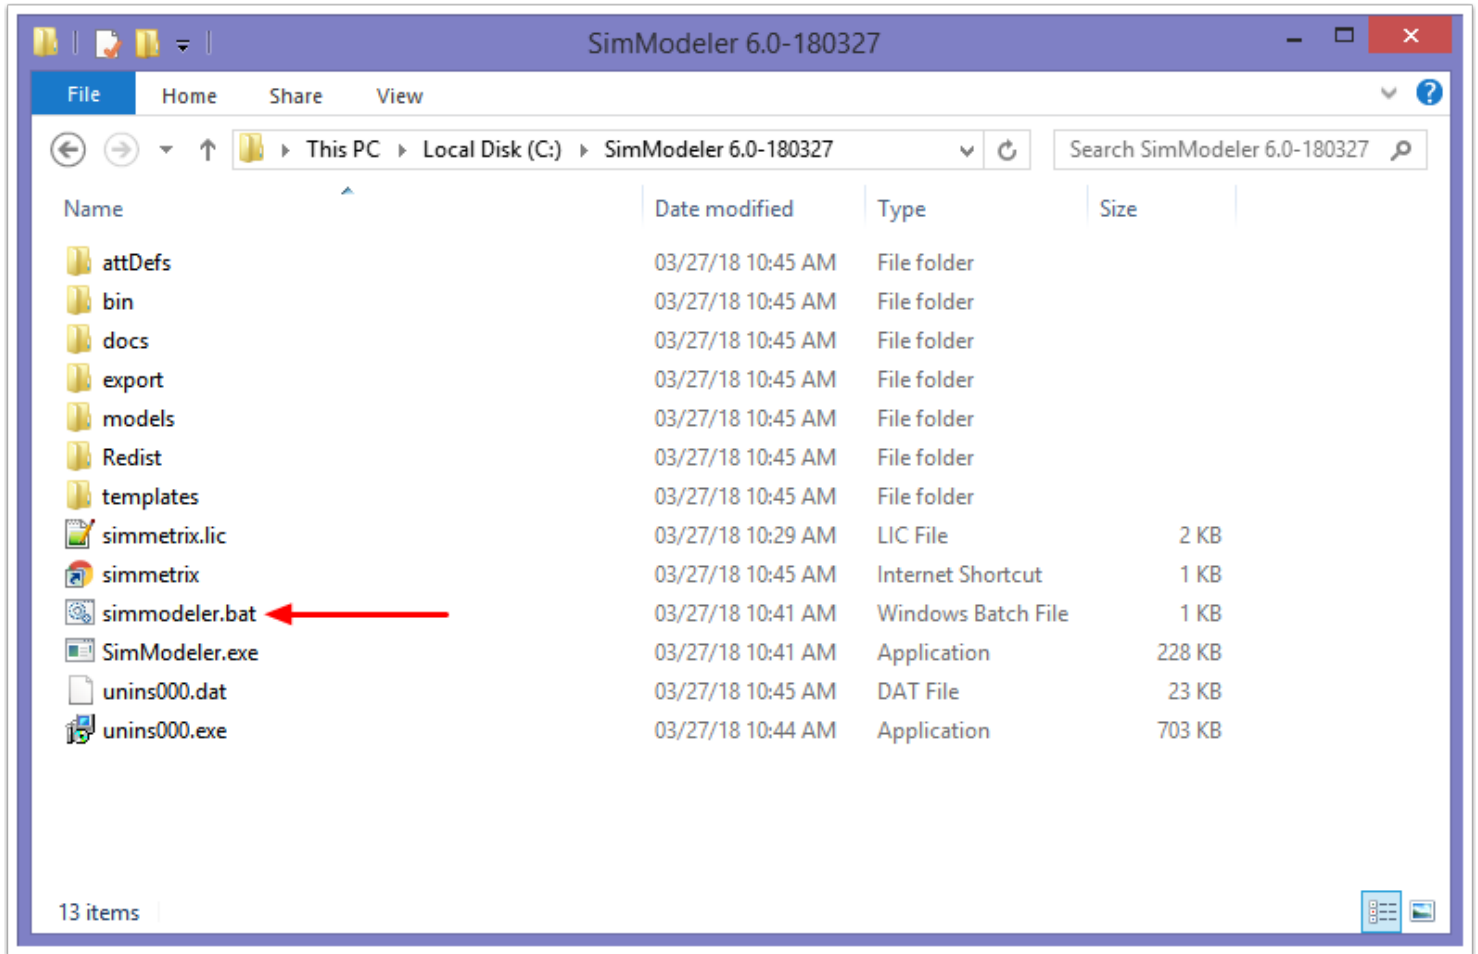 SimModeler 6.0-180327
File Home Share View
This PC Local Disk (C:) SimModeler 6.0-180327 Search SimModeler 6.0-180327
Name Date modified Type Size
attDefs 03/27/18 10:45 AM File folder
bin 03/27/18 10:45 AM File folder
docs 03/27/18 10:45 AM File folder
export 03/27/18 10:45 AM File folder
models 03/27/18 10:45 AM File folder
Redist 03/27/18 10:45 AM File folder
templates 03/27/18 10:45 AM File folder
simmetrix.lic 03/27/18 10:29 AM LIC File 2 KB
simmetrix 03/27/18 10:45 AM Internet Shortcut 1 KB
simmodeler.bat 03/27/18 10:41 AM Windows Batch File 1 KB
SimModeler.exe 03/27/18 10:41 AM Application 228 KB
unins000.dat 03/27/18 10:45 AM DAT File 23 KB
unins000.exe 03/27/18 10:44 AM Application 703 KB
13 items